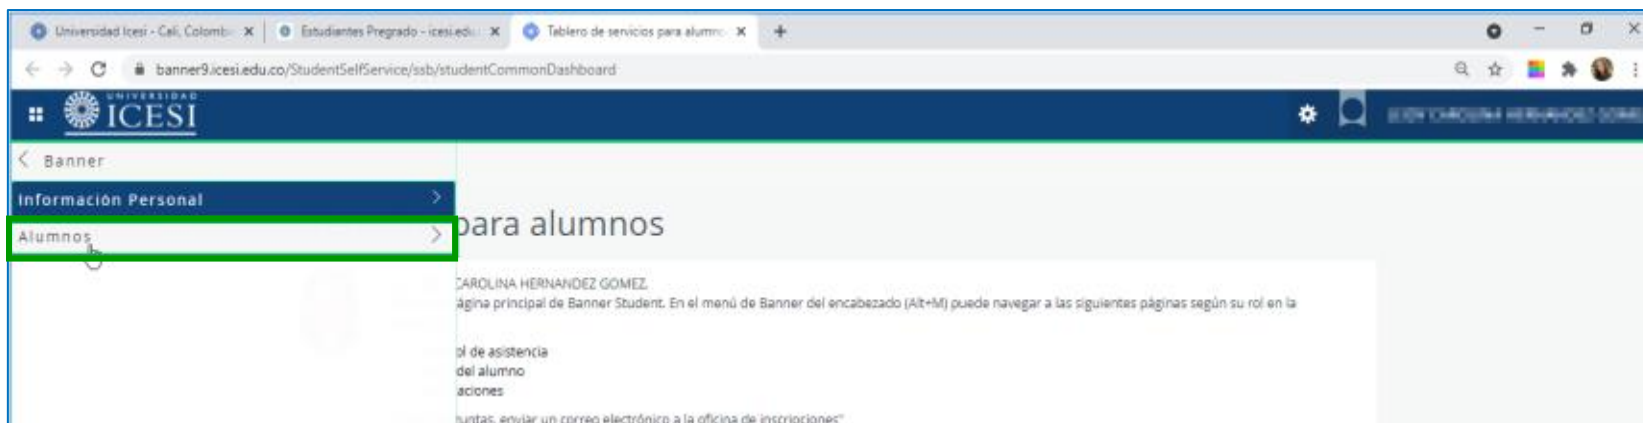 Universidad Icesi - Cali, Colomb
Estudiantes Pregrado - icesi.edu
Tablero de servicios para alumno
banner9.icesi.edu.co/StudentSelfService/ssb/studentCommonDashboard
UNIVERSIDAD
ICESI
Banner
Información Personal
Alumnos
para alumnos
CAROLINA HERNANDEZ GOMEZ.
ágina principal de Banner Student. En el menú de Banner del encabezado (Alt+M) puede navegar a las siguientes páginas según su rol en la
ol de asistencia
del alumno
aciones
untas, enviar un correo electrónico a la oficina de inscripciones"